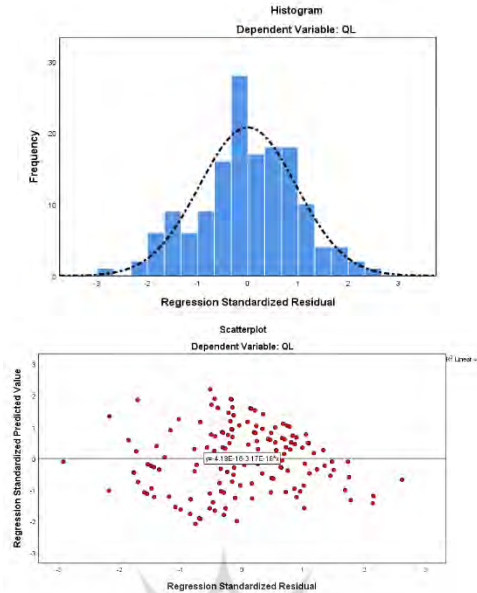 Histogram
Dependent Variable: QL
30
20
10
0
Frequency
-3 -2 -1 0 1 2 3
Regression Standardized Residual
Scatterplot
Dependent Variable: QL
R² Linear =
3
2
1
0
-1
-2
-3
Regression Standardized Predicted Value
-3 -2 -1 0 1 2 3
Regression Standardized Residual